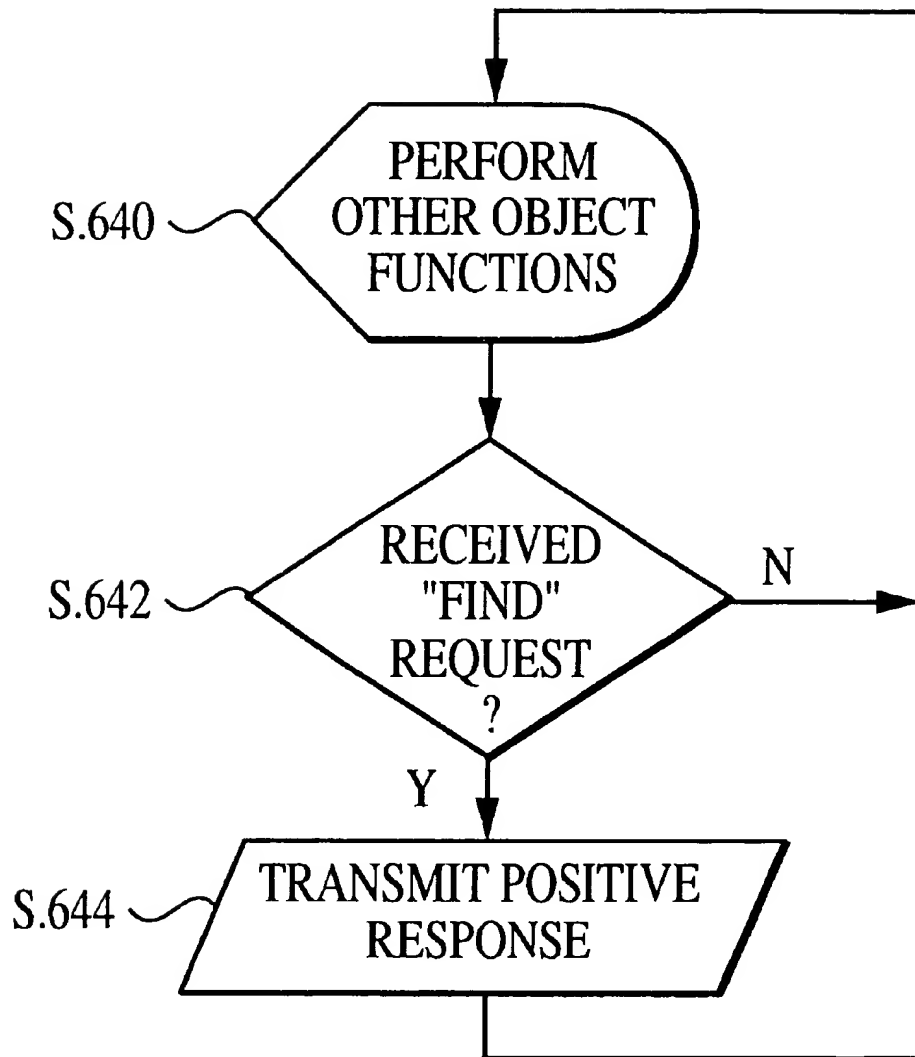 PERFORM
OTHER OBJECT
FUNCTIONS
S.640
RECEIVED
"FIND"
REQUEST
?
S.642
N
Y
TRANSMIT POSITIVE
RESPONSE
S.644